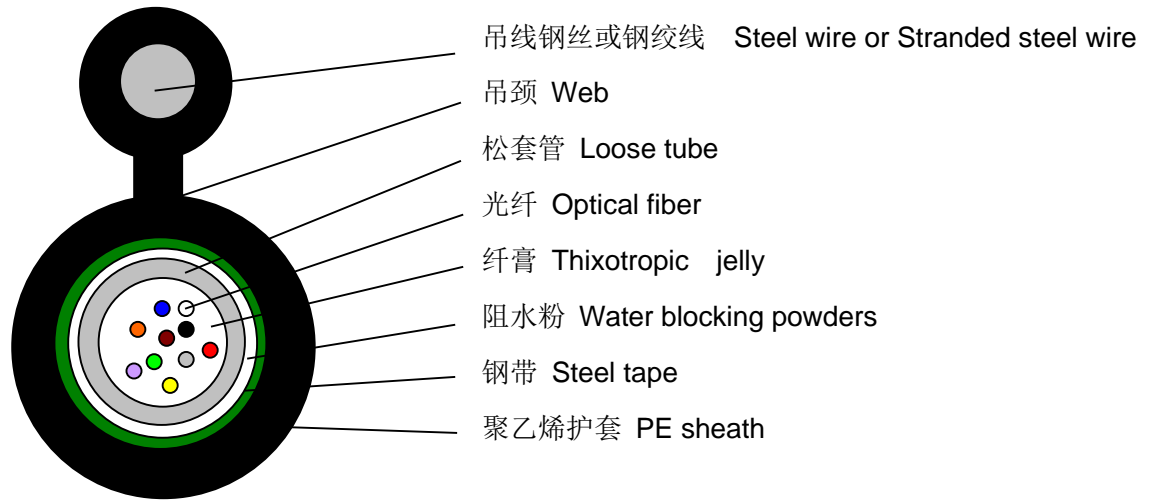 吊线钢丝或钢绞线 Steel wire or Stranded steel wire
吊颈 Web
松套管 Loose tube
光纤 Optical fiber
纤膏 Thixotropic jelly
阻水粉 Water blocking powders
钢带 Steel tape
聚乙烯护套 PE sheath